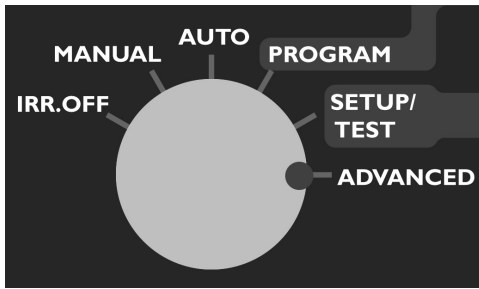 AUTO
MANUAL
PROGRAM
IRR.OFF
SETUP/
TEST
ADVANCED